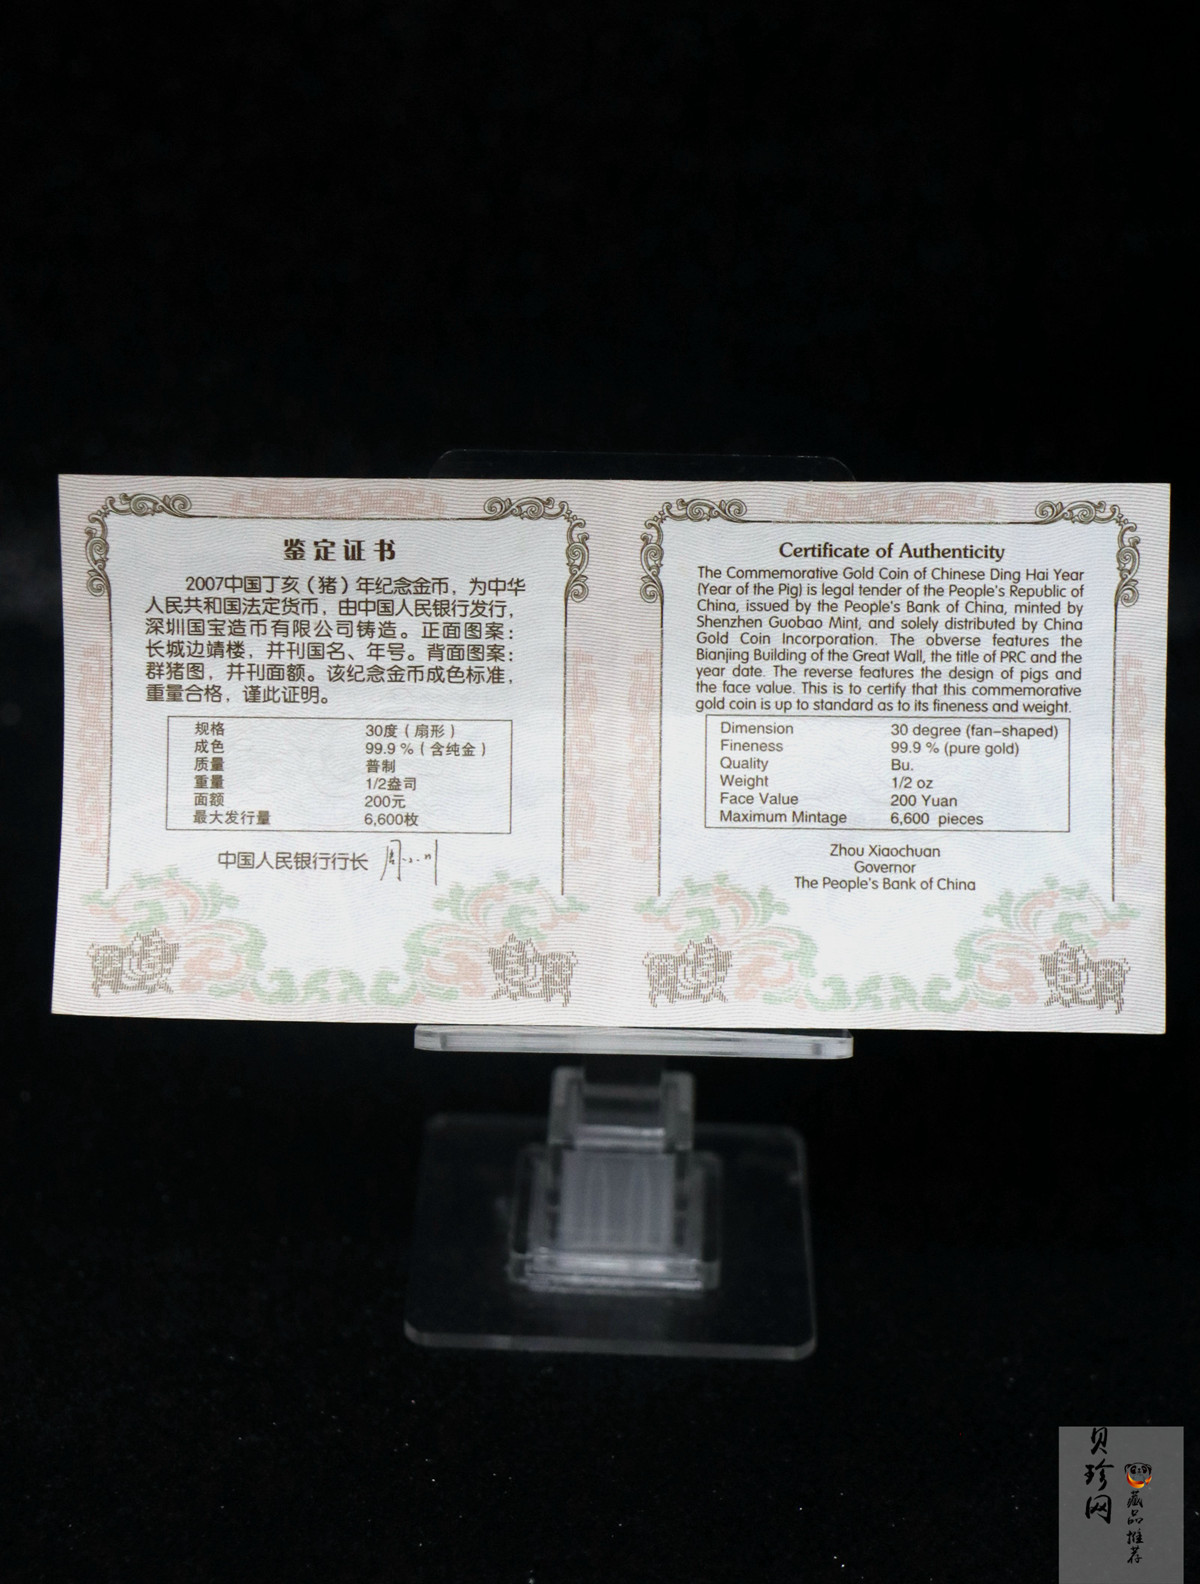 鉴定证书
2007中国丁亥（猪）年纪念金币，为中华
人民共和国法定货币，由中国人民银行发行，
深圳国宝造币有限公司铸造。正面图案：
长城边靖楼，并刊国名、年号。背面图案：
群猪图，并刊面额。该纪念金币成色标准，
重量合格，谨此证明。
规格 30度（扇形）
成色 99.9％（含纯金）
质量 普制
重量 1/2盎司
面额 200元
最大发行量 6,600枚
中国人民银行行长 周小川
Certificate of Authenticity
The Commemorative Gold Coin of Chinese Ding Hai Year
(Year of the Pig) is legal tender of the People's Republic of
China, issued by the People's Bank of China, minted by
Shenzhen Guobao Mint, and solely distributed by China
Gold Coin Incorporation. The obverse features the
Bianjing Building of the Great Wall, the title of PRC and the
year date. The reverse features the design of pigs and
the face value. This is to certify that this commemorative
gold coin is up to standard as to its fineness and weight.
Dimension 30 degree (fan-shaped)
Fineness 99.9 % (pure gold)
Quality Bu.
Weight 1/2 oz
Face Value 200 Yuan
Maximum Mintage 6,600 pieces
Zhou Xiaochuan
Governor
The People's Bank of China
贝珍网
藏品推荐